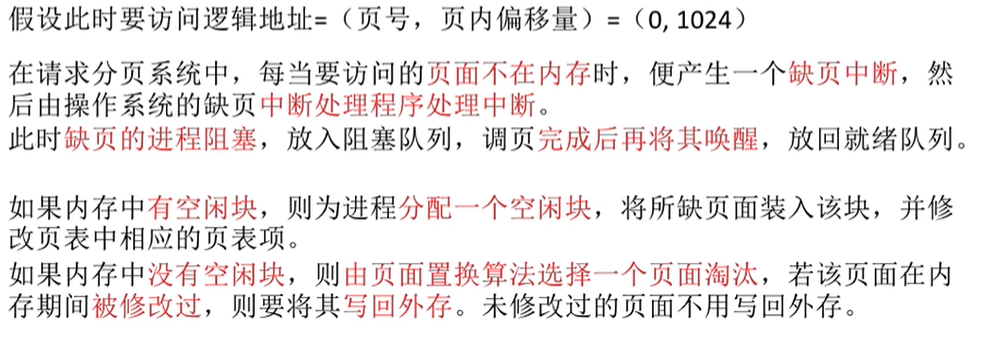 假设此时要访问逻辑地址=（页号，页内偏移量）=（0, 1024）
在请求分页系统中，每当要访问的页面不在内存时，便产生一个缺页中断，然
后由操作系统的缺页中断处理程序处理中断。
此时缺页的进程阻塞，放入阻塞队列，调页完成后再将其唤醒，放回就绪队列。
如果内存中有空闲块，则为进程分配一个空闲块，将所缺页面装入该块，并修
改页表中相应的页表项。
如果内存中没有空闲块，则由页面置换算法选择一个页面淘汰，若该页面在内
存期间被修改过，则要将其写回外存。未修改过的页面不用写回外存。